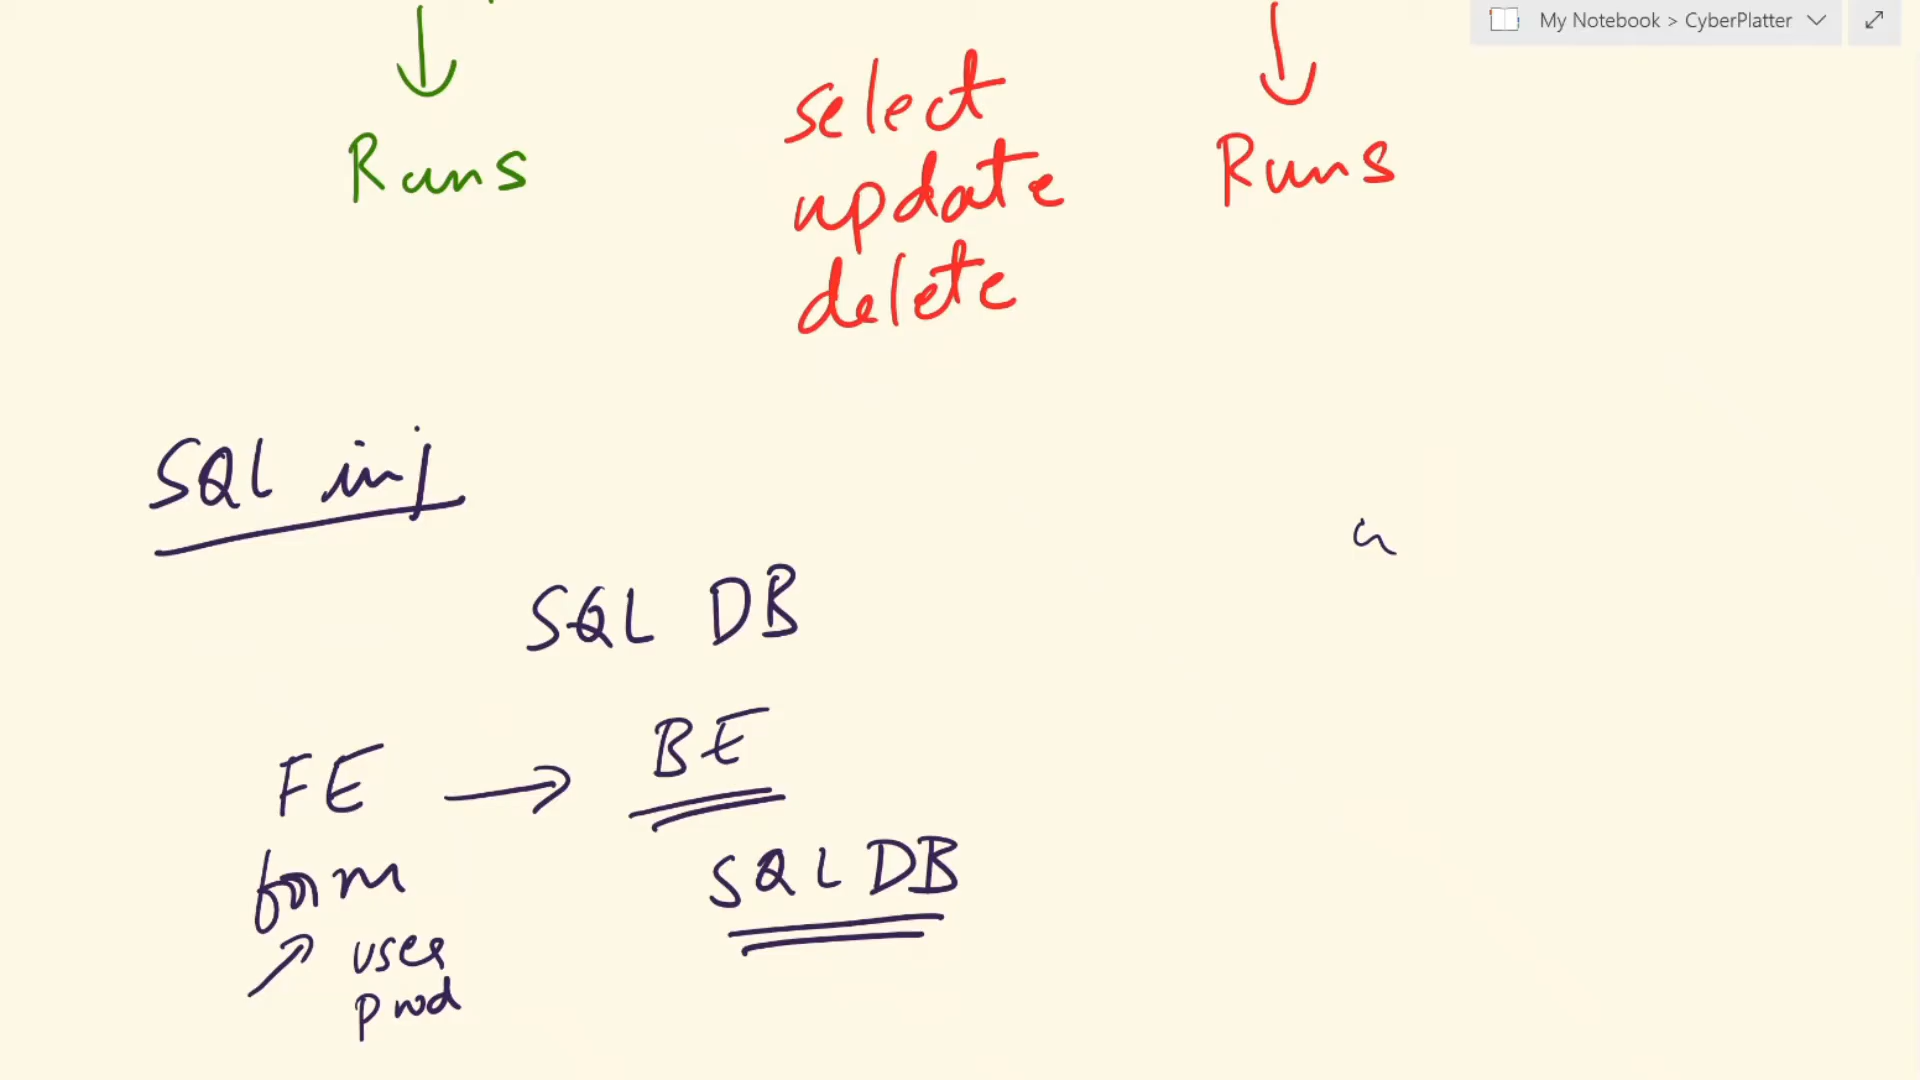 My Notebook > CyberPlatter
select
Runs
Runs
update
delete
SQL inj
SQL DB
BE
FE
SQL DB
form
user
pwd